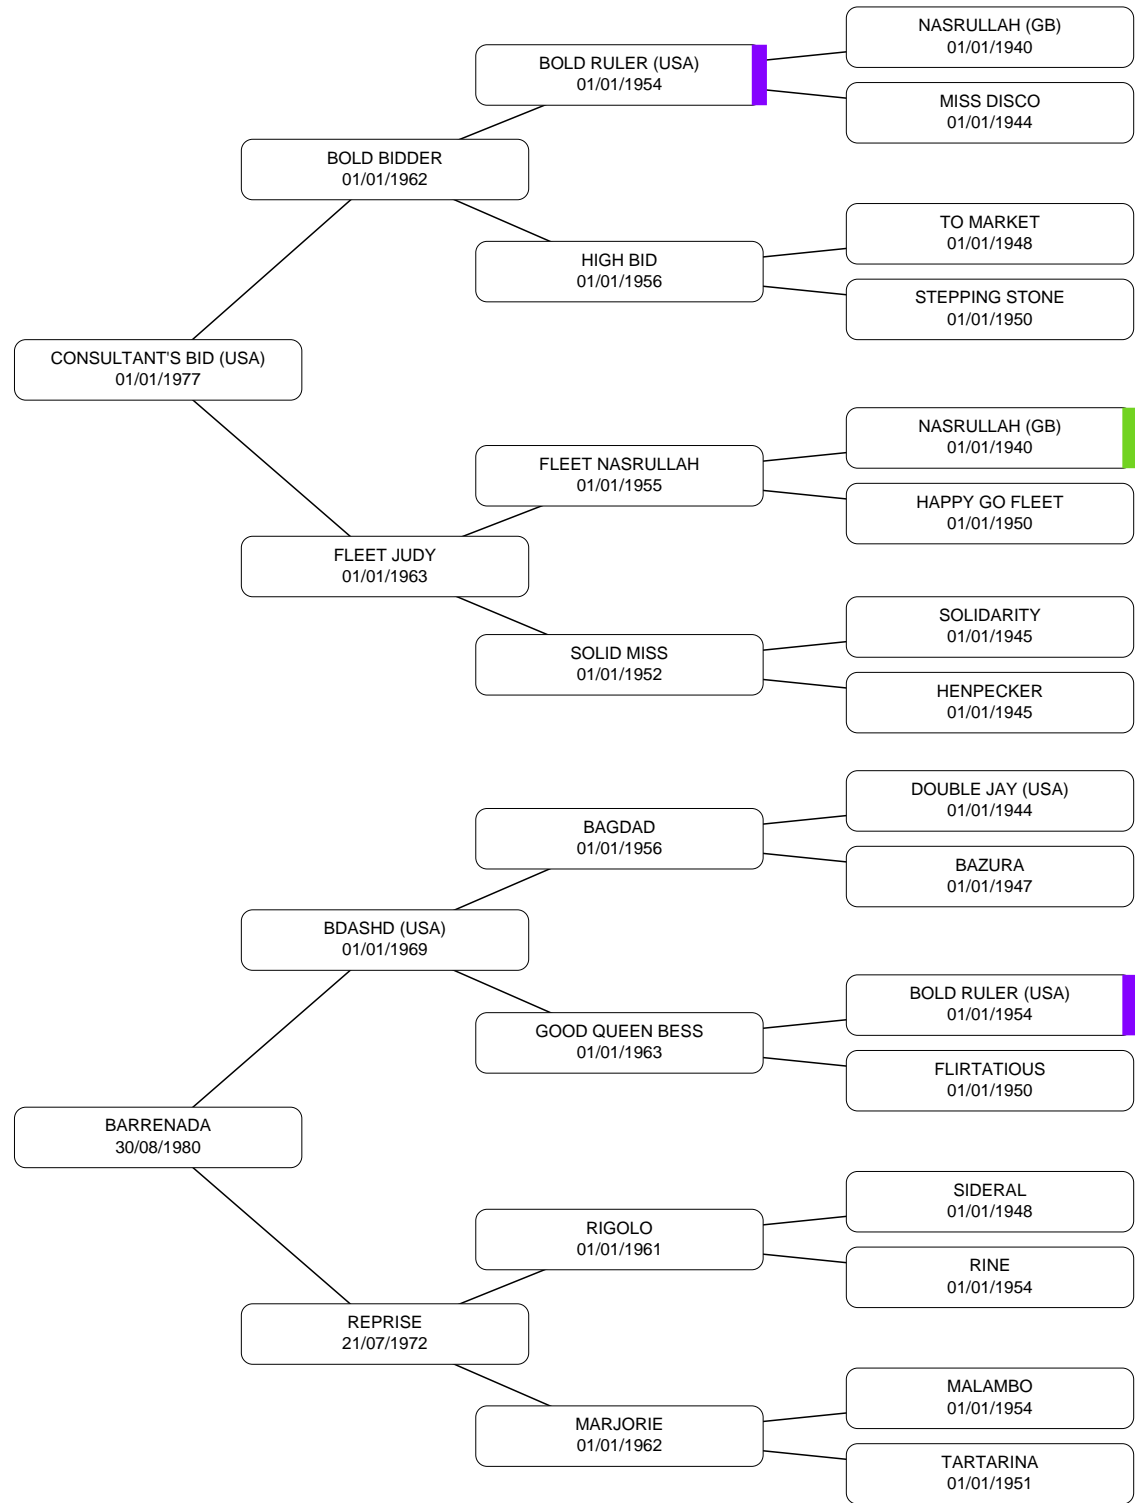 NASRULLAH (GB)
01/01/1940
BOLD RULER (USA)
01/01/1954
MISS DISCO
01/01/1944
BOLD BIDDER
01/01/1962
TO MARKET
01/01/1948
HIGH BID
01/01/1956
STEPPING STONE
01/01/1950
CONSULTANT'S BID (USA)
01/01/1977
NASRULLAH (GB)
01/01/1940
FLEET NASRULLAH
01/01/1955
HAPPY GO FLEET
01/01/1950
FLEET JUDY
01/01/1963
SOLIDARITY
01/01/1945
SOLID MISS
01/01/1952
HENPECKER
01/01/1945
DOUBLE JAY (USA)
01/01/1944
BAGDAD
01/01/1956
BAZURA
01/01/1947
BDASHD (USA)
01/01/1969
BOLD RULER (USA)
01/01/1954
GOOD QUEEN BESS
01/01/1963
FLIRTATIOUS
01/01/1950
BARRENADA
30/08/1980
SIDERAL
01/01/1948
RIGOLO
01/01/1961
RINE
01/01/1954
REPRISE
21/07/1972
MALAMBO
01/01/1954
MARJORIE
01/01/1962
TARTARINA
01/01/1951